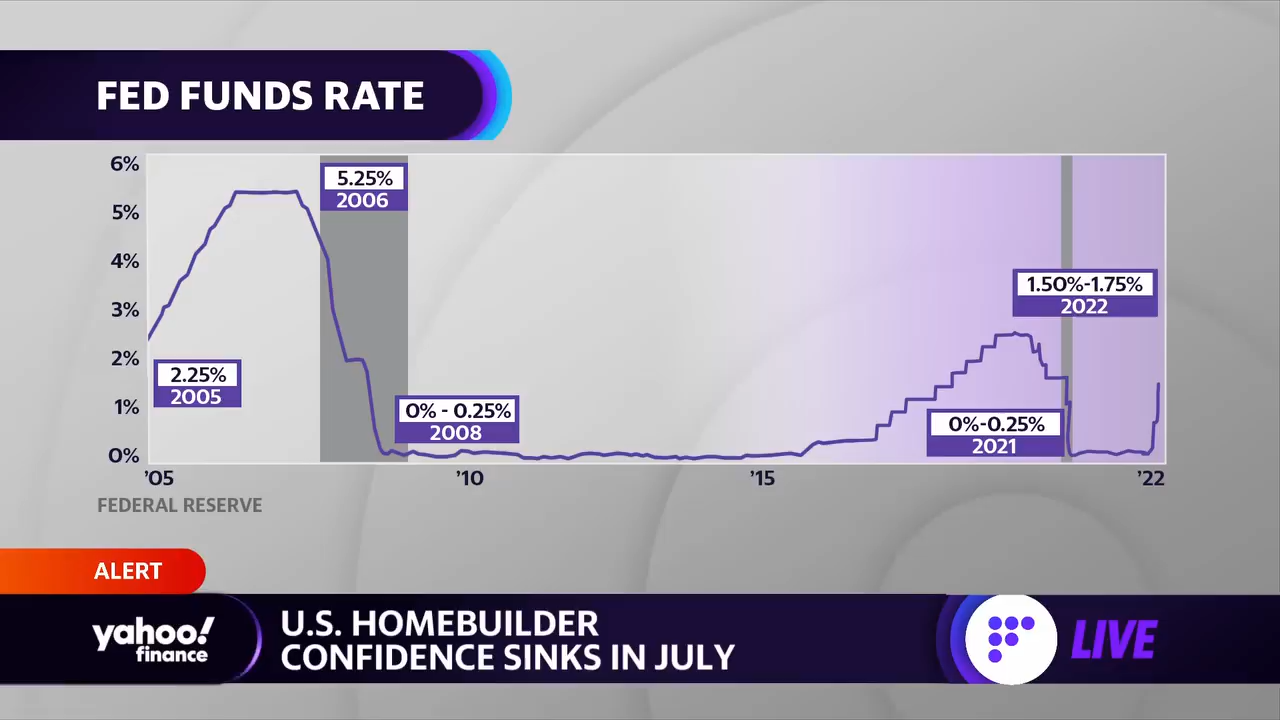 FED FUNDS RATE
6%
5%
4%
3%
2%
1%
0%
5.25%
2006
1.50%-1.75%
2022
2.25%
2005
0% - 0.25%
2008
0%-0.25%
2021
'05
'10
'15
'22
FEDERAL RESERVE
ALERT
yahoo!
finance
U.S. HOMEBUILDER
CONFIDENCE SINKS IN JULY
LIVE